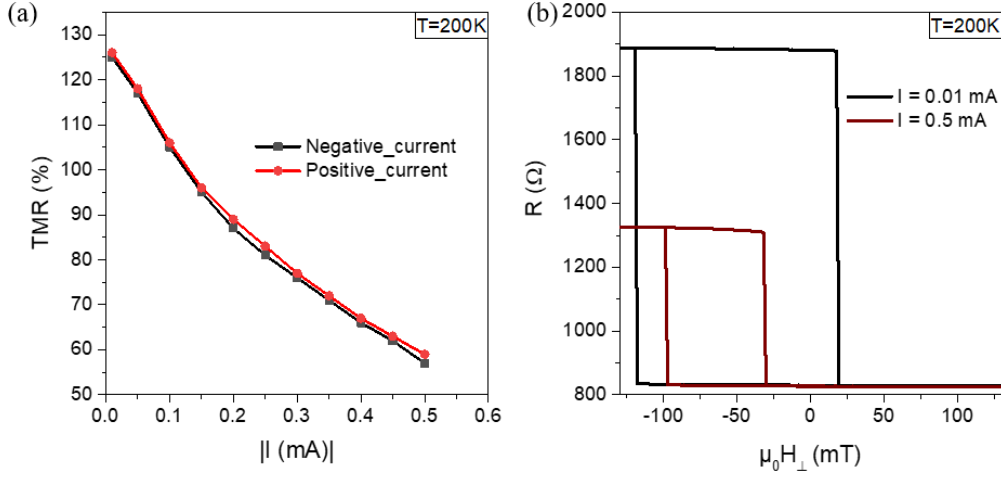 (a)
T=200K
130
120
110
100
90
80
70
60
50
TMR (%)
Negative_current
Positive_current
0.0 0.1 0.2 0.3 0.4 0.5 0.6
|I (mA)|
(b)
T=200K
2000
1800
1600
1400
1200
1000
800
R (Ω)
I = 0.01 mA
I = 0.5 mA
-100 -50 0 50 100
μ₀H⊥ (mT)